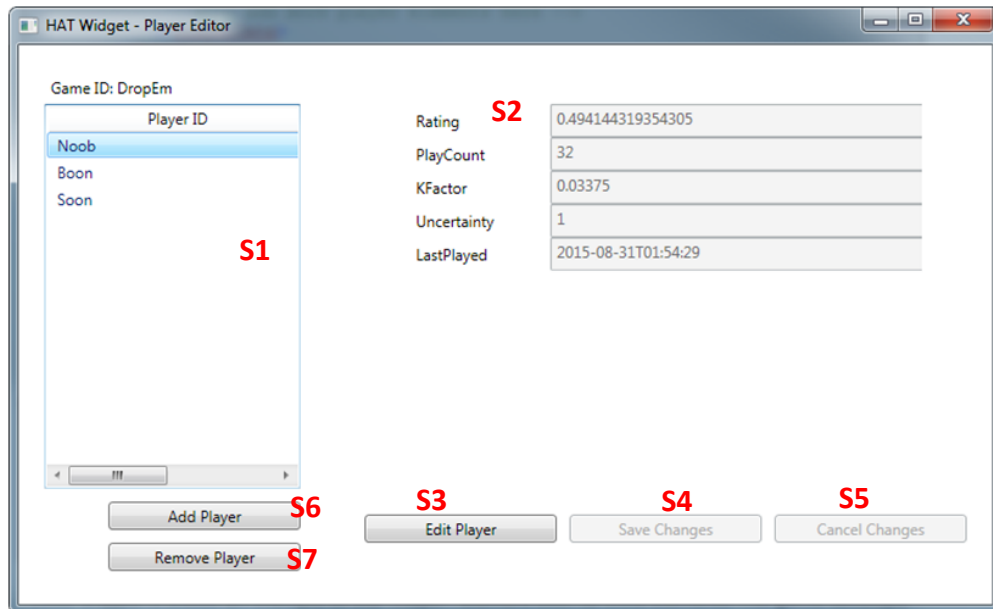 HAT Widget - Player Editor
Game ID: DropEm
Player ID
Noob
Boon
Soon
S1
S2
Rating 0.494144319354305
PlayCount 32
KFactor 0.03375
Uncertainty 1
LastPlayed 2015-08-31T01:54:29
S6
Add Player
S7
Remove Player
S3
Edit Player
S4
Save Changes
S5
Cancel Changes